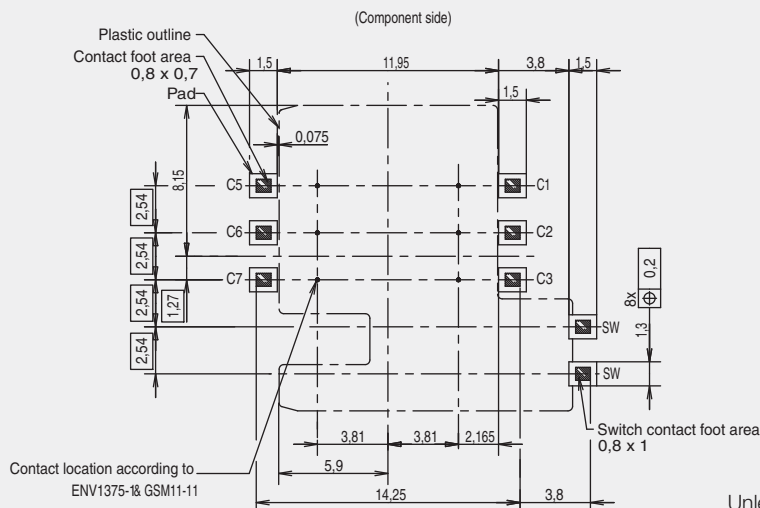 (Component side)
Plastic outline
Contact foot area
0,8 x 0,7
Pad
1,5
11,95
3,8
1,5
1,5
0,075
8,15
C5
C1
2,54
C6
C2
2,54
C7
C3
2,54
1,27
2,54
8x
0,2
1,3
SW
SW
3,81
3,81
2,165
Switch contact foot area
0,8 x 1
5,9
Contact location according to
ENV1375-1& GSM11-11
14,25
3,8
Unle